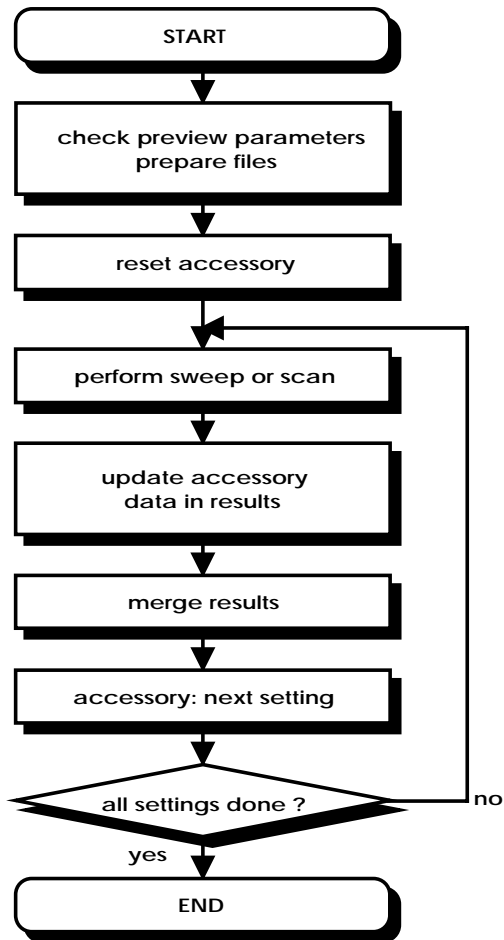 START
check preview parameters
prepare files
reset accessory
perform sweep or scan
update accessory
data in results
merge results
accessory: next setting
all settings done ?
no
yes
END